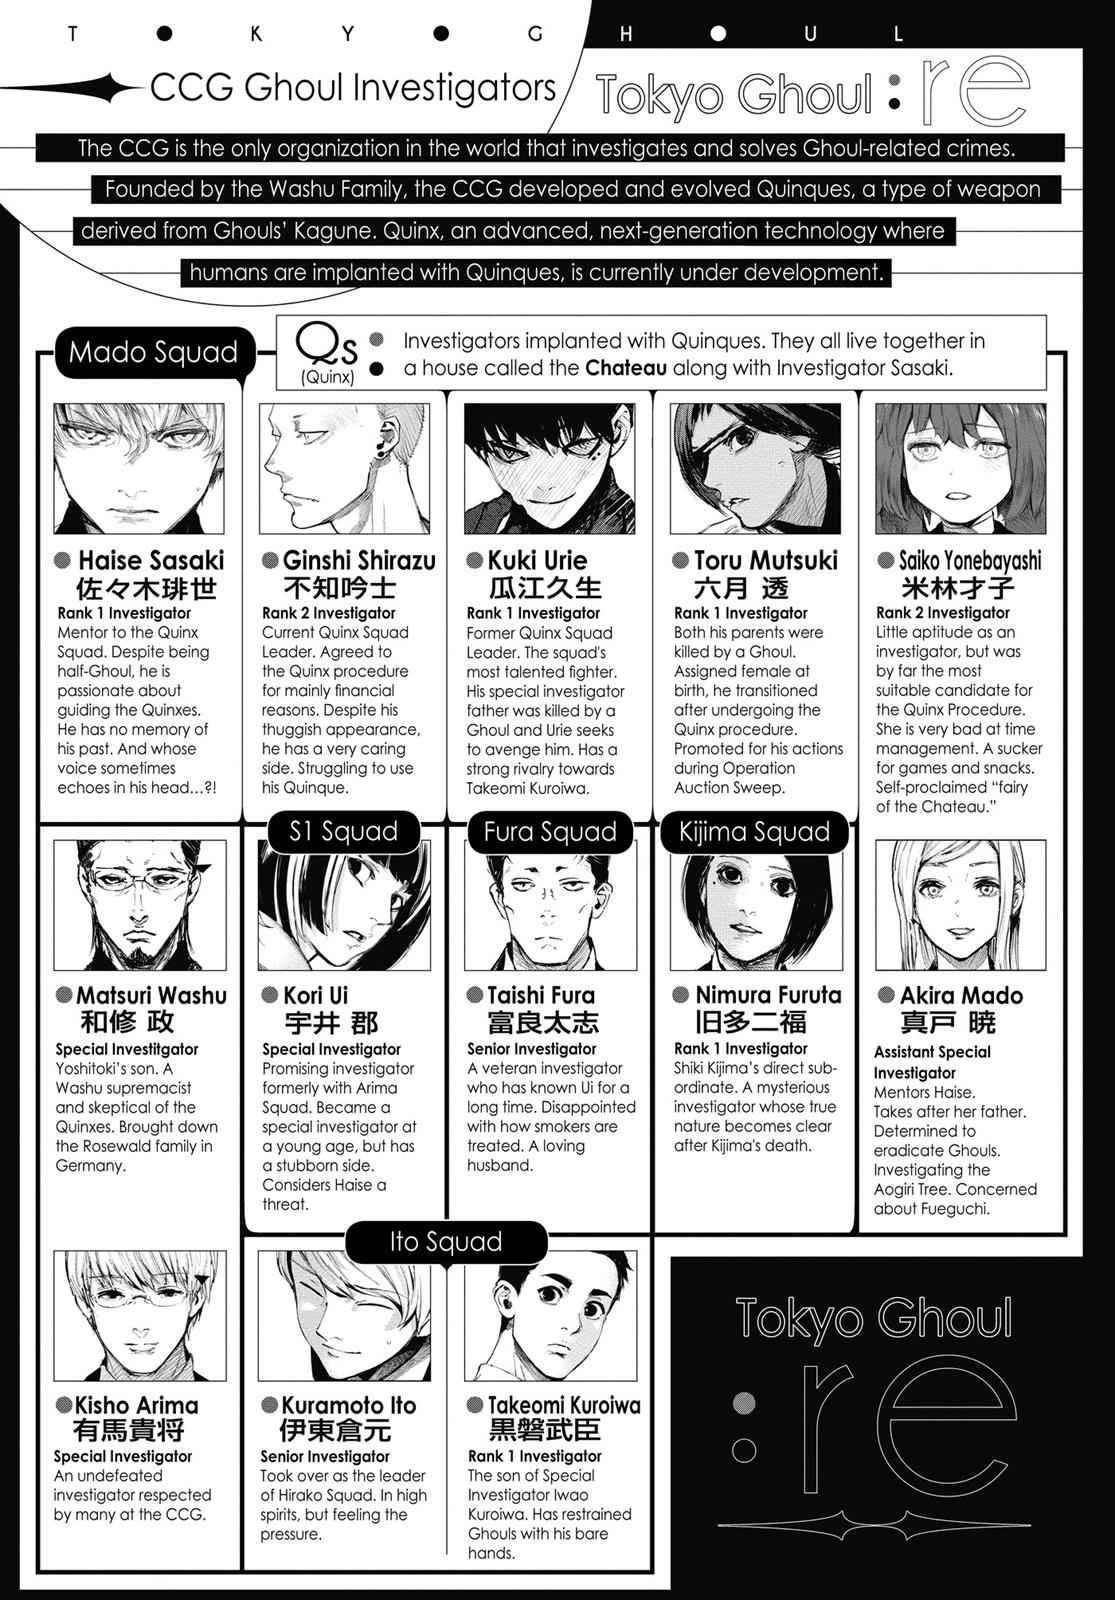 T●KY●GH●UL
CCG Ghoul Investigators
Tokyo Ghoul :re
The CCG is the only organization in the world that investigates and solves Ghoul-related crimes.
Founded by the Washu Family, the CCG developed and evolved Quinques, a type of weapon
derived from Ghouls' Kagune. Quinx, an advanced, next-generation technology where
humans are implanted with Quinques, is currently under development.
Mado Squad
Qs
(Quinx)
Investigators implanted with Quinques. They all live together in
a house called the Chateau along with Investigator Sasaki.
Haise Sasaki
佐々木琲世
Rank 1 Investigator
Mentor to the Quinx
Squad. Despite being
half-Ghoul, he is
passionate about
guiding the Quinxes.
He has no memory of
his past. And whose
voice sometimes
echoes in his head...?!
Ginshi Shirazu
不知吟士
Rank 2 Investigator
Current Quinx Squad
Leader. Agreed to
the Quinx procedure
for mainly financial
reasons. Despite his
thuggish appearance,
he has a very caring
side. Struggling to use
his Quinque.
Kuki Urie
瓜江久生
Rank 1 Investigator
Former Quinx Squad
Leader. The squad's
most talented fighter.
His special investigator
father was killed by a
Ghoul and Urie seeks
to avenge him. Has a
strong rivalry towards
Takeomi Kuroiwa.
Toru Mutsuki
六月 透
Rank 1 Investigator
Both his parents were
killed by a Ghoul.
Assigned female at
birth, he transitioned
after undergoing the
Quinx procedure.
Promoted for his actions
during Operation
Auction Sweep.
Saiko Yonebayashi
米林才子
Rank 2 Investigator
Little aptitude as an
investigator, but was
by far the most
suitable candidate for
the Quinx Procedure.
She is very bad at time
management. A sucker
for games and snacks.
Self-proclaimed "fairy
of the Chateau."
Matsuri Washu
和修 政
Special Investitgator
Yoshitoki's son. A
Washu supremacist
and skeptical of the
Quinxes. Brought down
the Rosewald family in
Germany.
S1 Squad
Kori Ui
宇井 郡
Special Investigator
Promising investigator
formerly with Arima
Squad. Became a
special investigator at
a young age, but has
a stubborn side.
Considers Haise a
threat.
Fura Squad
Taishi Fura
富良太志
Senior Investigator
A veteran investigator
who has known Ui for a
long time. Disappointed
with how smokers are
treated. A loving
husband.
Kijima Squad
Nimura Furuta
旧多二福
Rank 1 Investigator
Shiki Kijima's direct sub-
ordinate. A mysterious
investigator whose true
nature becomes clear
after Kijima's death.
Akira Mado
真戸 暁
Assistant Special
Investigator
Mentors Haise.
Takes after her father.
Determined to
eradicate Ghouls.
Investigating the
Aogiri Tree. Concerned
about Fueguchi.
Kisho Arima
有馬貴将
Special Investigator
An undefeated
investigator respected
by many at the CCG.
Ito Squad
Kuramoto Ito
伊東倉元
Senior Investigator
Took over as the leader
of Hirako Squad. In high
spirits, but feeling the
pressure.
Takeomi Kuroiwa
黒磐武臣
Rank 1 Investigator
The son of Special
Investigator Iwao
Kuroiwa. Has restrained
Ghouls with his bare
hands.
Tokyo Ghoul
:re